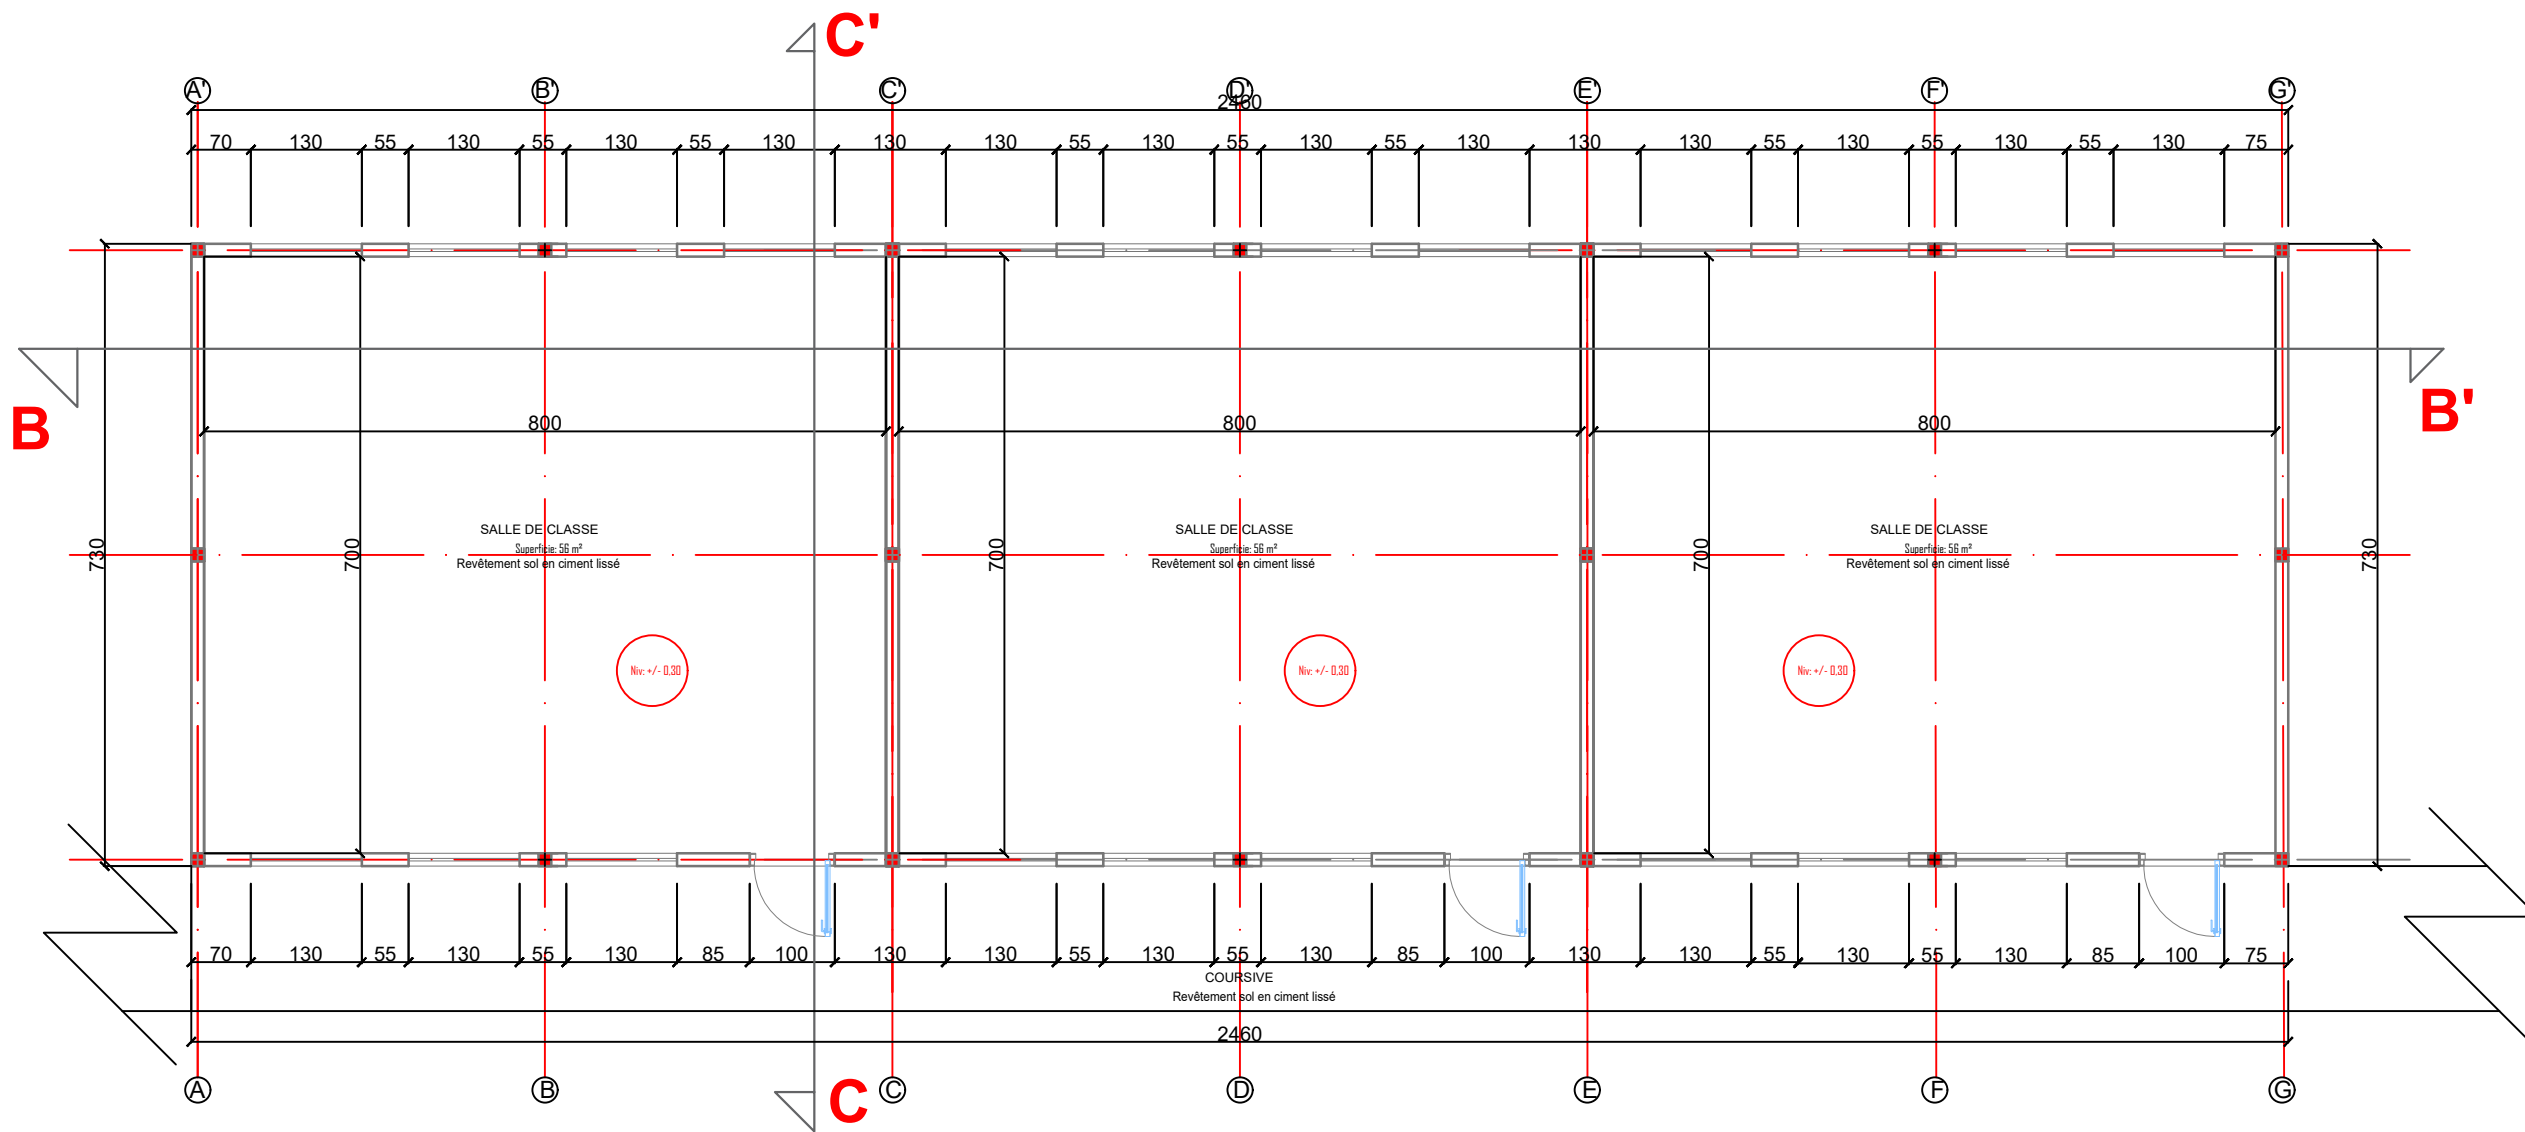 C'
A' B' C' D' E' F' G'
2460
70 130 55 130 55 130 55 130 130 130 55 130 55 130 55 130 130 130 55 130 55 130 55 130 75
B B'
800 800 800
730 700 700 700 730
SALLE DE CLASSE
Superficie: 56 m²
Revêtement sol en ciment lissé
SALLE DE CLASSE
Superficie: 56 m²
Revêtement sol en ciment lissé
SALLE DE CLASSE
Superficie: 56 m²
Revêtement sol en ciment lissé
Niv: +/- 0.30
Niv: +/- 0.30
Niv: +/- 0.30
70 130 55 130 55 130 85 100 130 130 55 130 55 130 85 100 130 130 55 130 55 130 85 100 75
COURSIVE
Revêtement sol en ciment lissé
2460
A B C D E F G
C